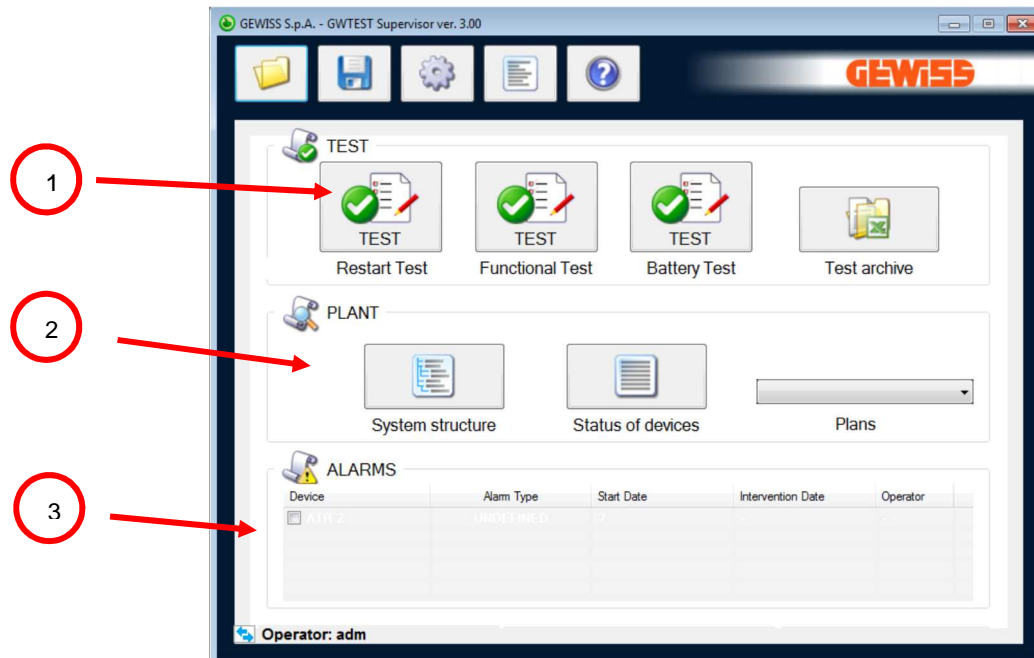 GEWISS S.p.A. - GWTEST Supervisor ver. 3.00
GEWISS
1
TEST
TEST TEST TEST
Restart Test Functional Test Battery Test Test archive
2
PLANT
System structure Status of devices Plans
3
ALARMS
Device Alarm Type Start Date Intervention Date Operator
ATR 2 UNDEFINED
Operator: adm